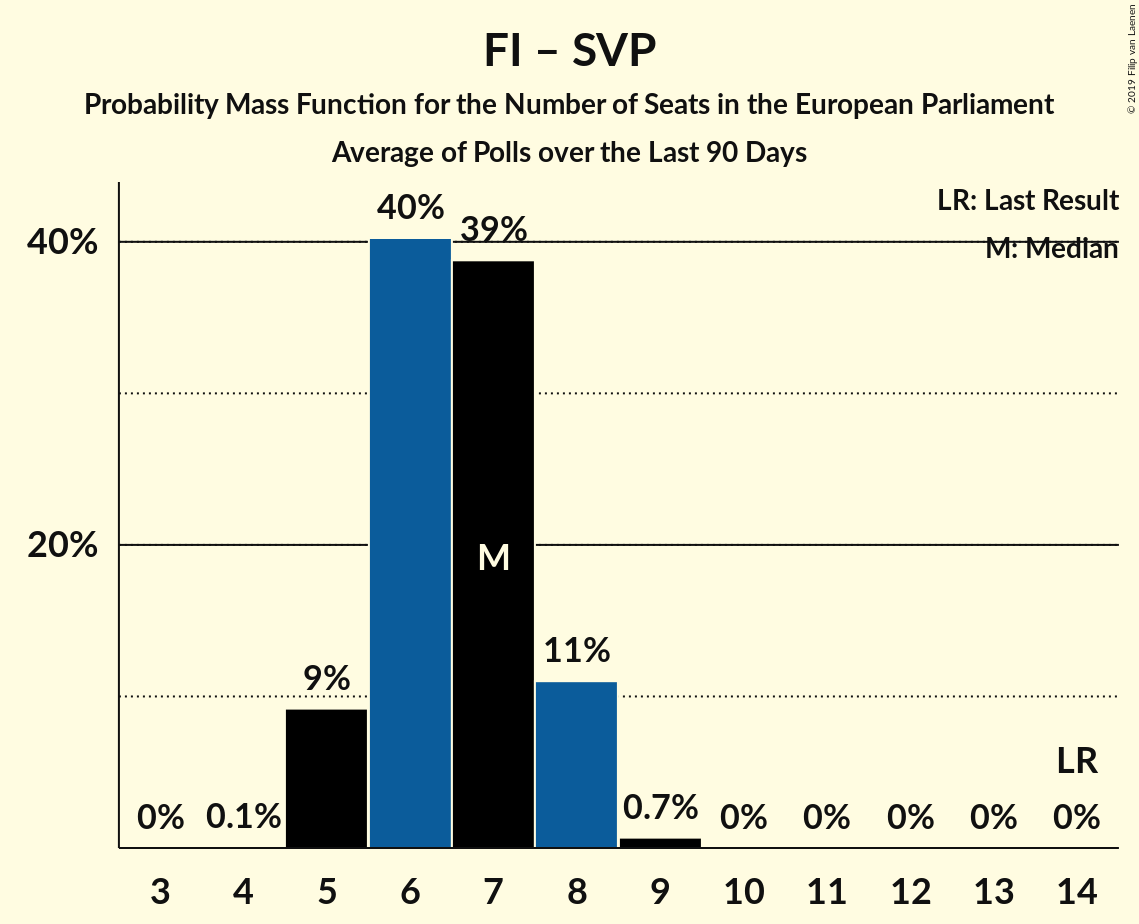 FI – SVP
Probability Mass Function for the Number of Seats in the European Parliament
Average of Polls over the Last 90 Days
© 2019 Filip van Laenen
LR: Last Result
M: Median
40%
20%
0%
0.1%
9%
40%
39%
M
11%
0.7%
0%
0%
0%
0%
LR
0%
3 4 5 6 7 8 9 10 11 12 13 14